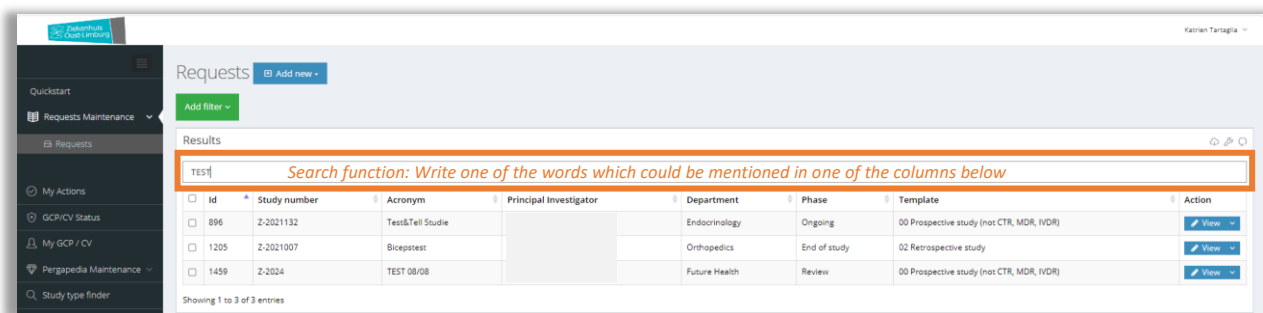 Ziekenhuis
Oost-Limburg
Katrien Tartaglia
Requests
Add new
Quickstart
Add filter
Requests Maintenance
Requests
Results
TEST
Search function: Write one of the words which could be mentioned in one of the columns below
My Actions
Id Study number Acronym Principal Investigator Department Phase Template Action
GCP/CV Status
896 Z-2021132 Test&Tell Studie Endocrinology Ongoing 00 Prospective study (not CTR, MDR, IVDR) View
My GCP / CV
1205 Z-2021007 Bicepstest Orthopedics End of study 02 Retrospective study View
Pergapedia Maintenance
1459 Z-2024 TEST 08/08 Future Health Review 00 Prospective study (not CTR, MDR, IVDR) View
Study type finder
Showing 1 to 3 of 3 entries